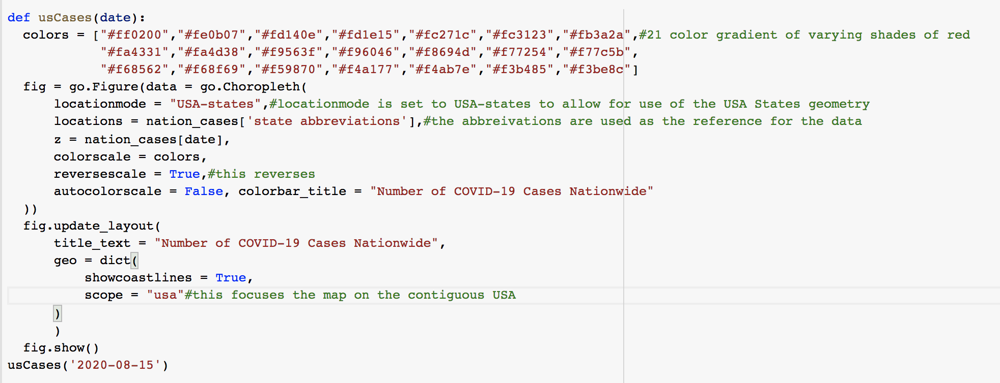 def usCases(date):
  colors = ["#ff0200","#fe0b07","#fd140e","#fd1e15","#fc271c","#fc3123","#fb3a2a",#21 color gradient of varying shades of red
            "#fa4331","#fa4d38","#f9563f","#f96046","#f8694d","#f77254","#f77c5b",
            "#f68562","#f68f69","#f59870","#f4a177","#f4ab7e","#f3b485","#f3be8c"]
  fig = go.Figure(data = go.Choropleth(
      locationmode = "USA-states",#locationmode is set to USA-states to allow for use of the USA States geometry
      locations = nation_cases['state abbreviations'],#the abbreivations are used as the reference for the data
      z = nation_cases[date],
      colorscale = colors,
      reversescale = True,#this reverses
      autocolorscale = False, colorbar_title = "Number of COVID-19 Cases Nationwide"
  ))
  fig.update_layout(
      title_text = "Number of COVID-19 Cases Nationwide",
      geo = dict(
          showcoastlines = True,
          scope = "usa"#this focuses the map on the contiguous USA
      )
      )
  fig.show()
usCases('2020-08-15')